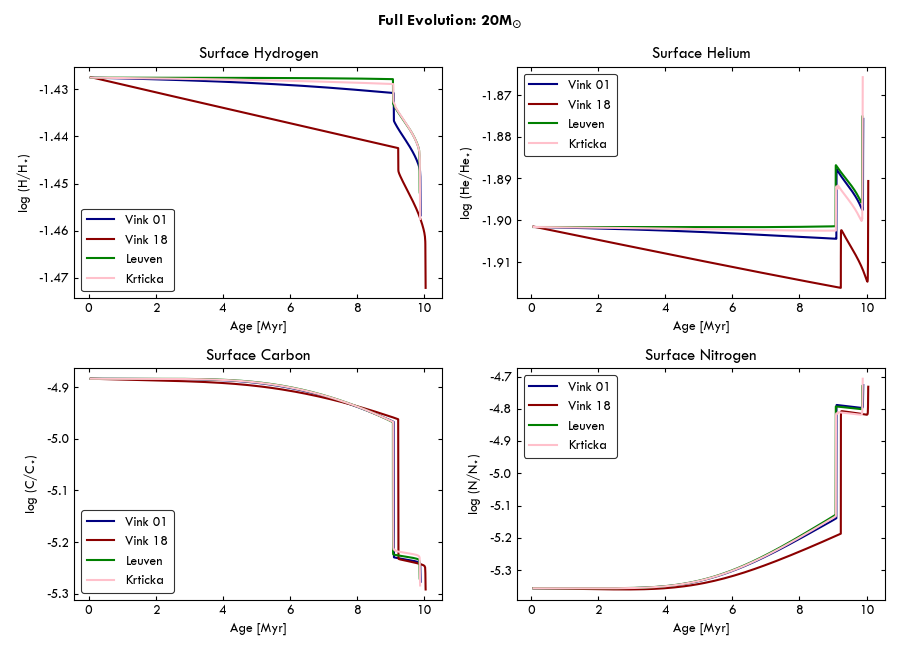 Full Evolution: 20M⊙
Surface Hydrogen
log (H/H⋆)
-1.43
-1.44
-1.45
-1.46
-1.47
Vink 01
Vink 18
Leuven
Krticka
0 2 4 6 8 10
Age [Myr]
Surface Helium
log (He/He⋆)
-1.87
-1.88
-1.89
-1.90
-1.91
Vink 01
Vink 18
Leuven
Krticka
0 2 4 6 8 10
Age [Myr]
Surface Carbon
log (C/C⋆)
-4.9
-5.0
-5.1
-5.2
-5.3
Vink 01
Vink 18
Leuven
Krticka
0 2 4 6 8 10
Age [Myr]
Surface Nitrogen
log (N/N⋆)
-4.7
-4.8
-4.9
-5.0
-5.1
-5.2
-5.3
Vink 01
Vink 18
Leuven
Krticka
0 2 4 6 8 10
Age [Myr]